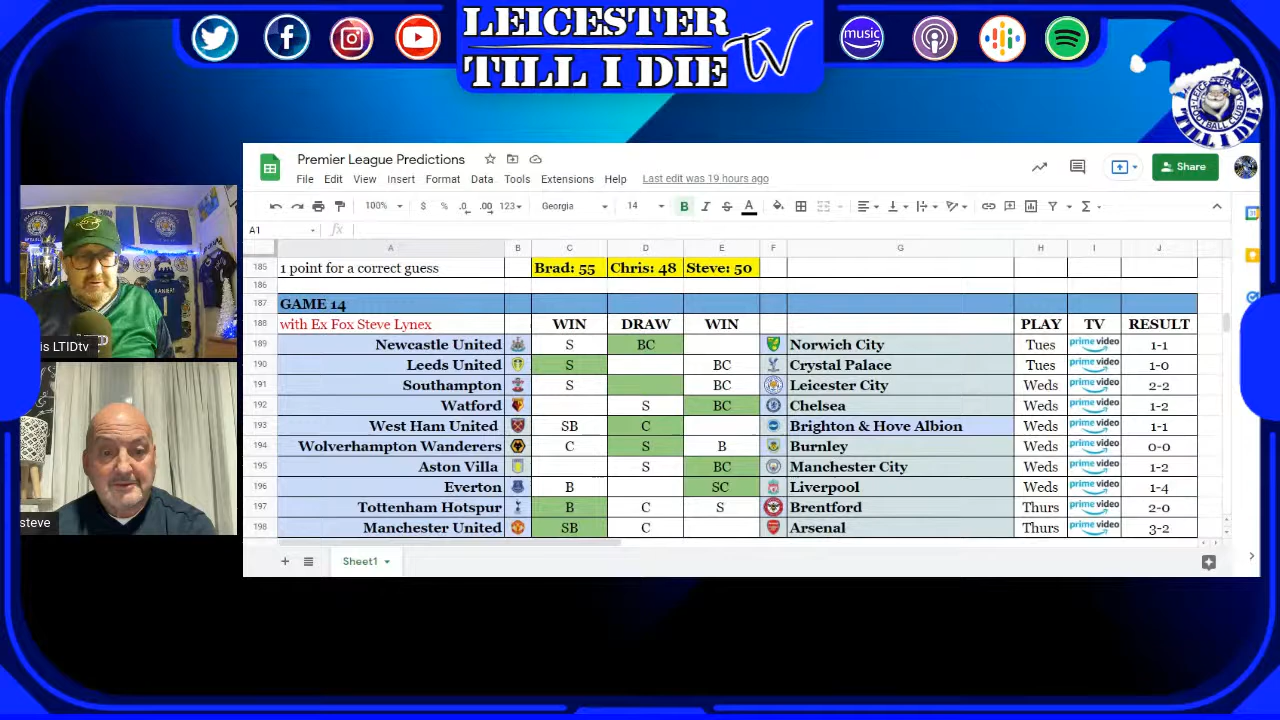 LEICESTER
TILL I DIE TV
music
LEICESTER
FOOTBALL CLUB
TILL I DIE
Premier League Predictions
File Edit View Insert Format Data Tools Extensions Help Last edit was 19 hours ago
Share
100% $ % .0 .00 123 Georgia 14 B I S A
A1 fx
A B C D E F G H I J
185 1 point for a correct guess Brad: 55 Chris: 48 Steve: 50
186
187 GAME 14
188 with Ex Fox Steve Lynex WIN DRAW WIN PLAY TV RESULT
189 Newcastle United S BC Norwich City Tues prime video 1-1
190 Leeds United S BC Crystal Palace Tues prime video 1-0
191 Southampton S BC Leicester City Weds prime video 2-2
192 Watford S BC Chelsea Weds prime video 1-2
193 West Ham United SB C Brighton & Hove Albion Weds prime video 1-1
194 Wolverhampton Wanderers C S B Burnley Weds prime video 0-0
195 Aston Villa S BC Manchester City Weds prime video 1-2
196 Everton B SC Liverpool Weds prime video 1-4
197 Tottenham Hotspur B C S Brentford Thurs prime video 2-0
198 Manchester United SB C Arsenal Thurs prime video 3-2
Sheet1
RANIERI
is LTIDtv
steve